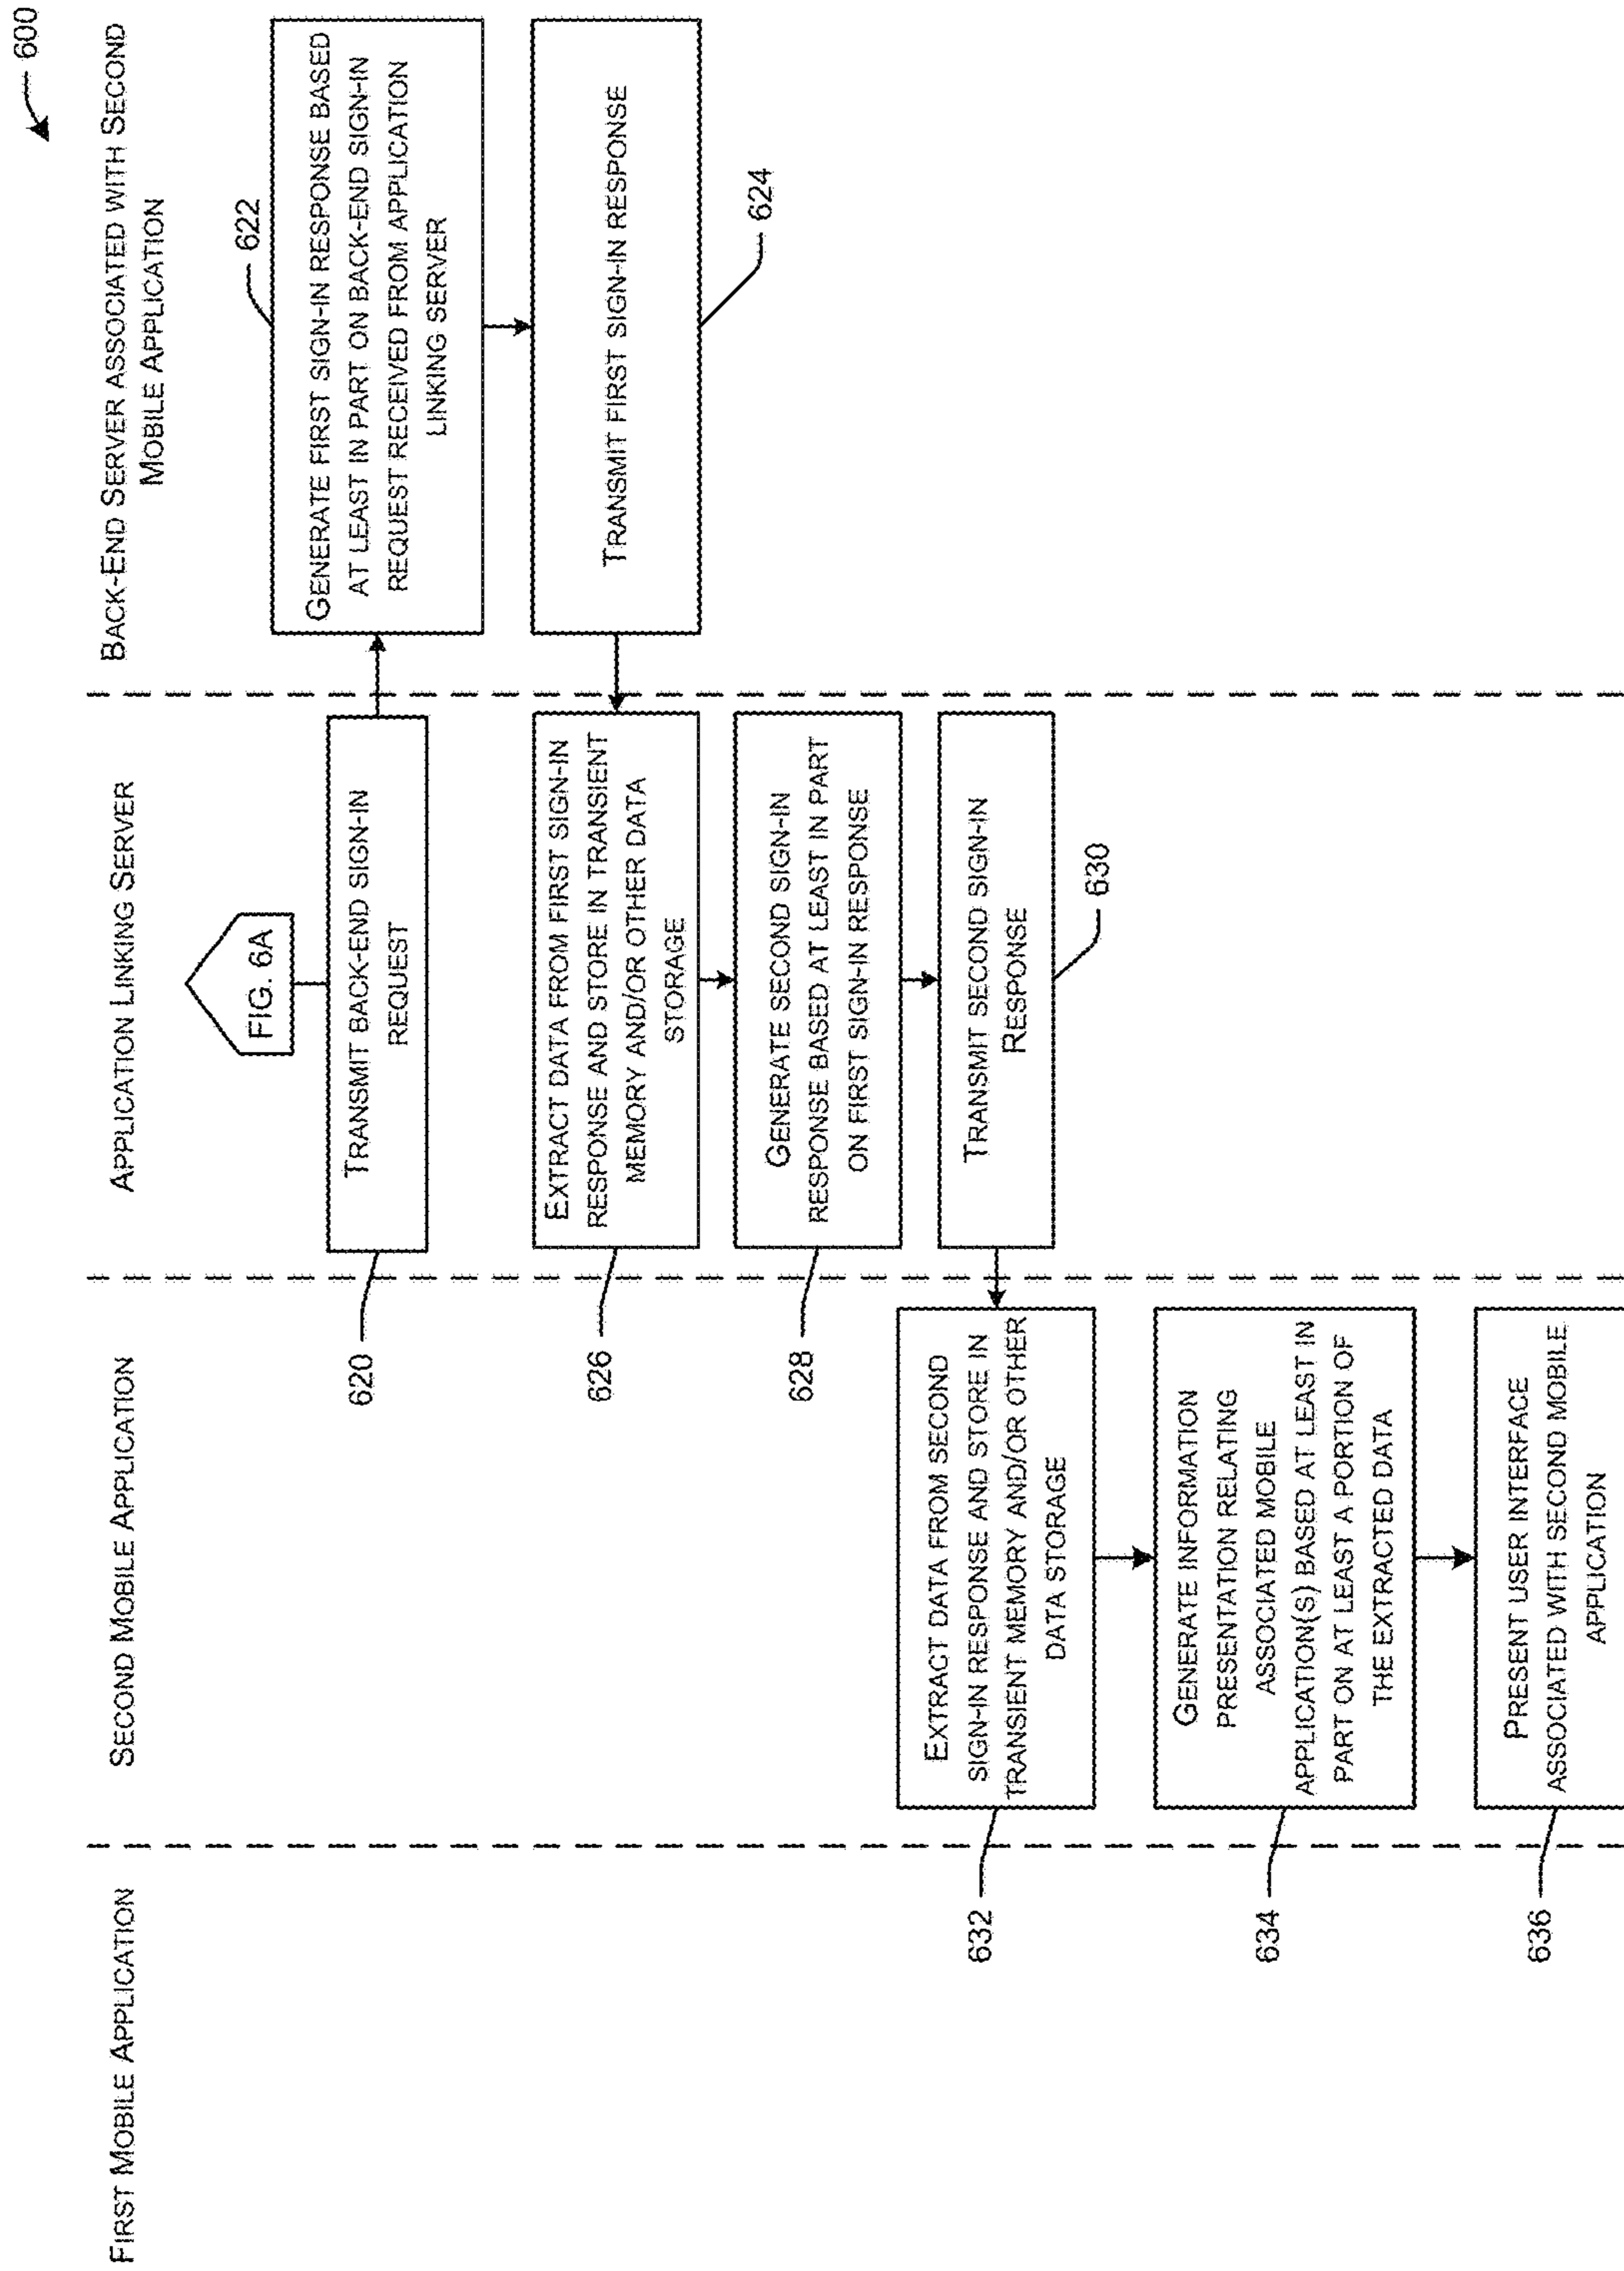 600
FIRST MOBILE APPLICATION
SECOND MOBILE APPLICATION
APPLICATION LINKING SERVER
BACK-END SERVER ASSOCIATED WITH SECOND
MOBILE APPLICATION
FIG. 6A
620
TRANSMIT BACK-END SIGN-IN
REQUEST
622
GENERATE FIRST SIGN-IN RESPONSE BASED
AT LEAST IN PART ON BACK-END SIGN-IN
REQUEST RECEIVED FROM APPLICATION
LINKING SERVER
TRANSMIT FIRST SIGN-IN RESPONSE
624
626
EXTRACT DATA FROM FIRST SIGN-IN
RESPONSE AND STORE IN TRANSIENT
MEMORY AND/OR OTHER DATA
STORAGE
628
GENERATE SECOND SIGN-IN
RESPONSE BASED AT LEAST IN PART
ON FIRST SIGN-IN RESPONSE
TRANSMIT SECOND SIGN-IN
RESPONSE
630
632
EXTRACT DATA FROM SECOND
SIGN-IN RESPONSE AND STORE IN
TRANSIENT MEMORY AND/OR OTHER
DATA STORAGE
634
GENERATE INFORMATION
PRESENTATION RELATING
ASSOCIATED MOBILE
APPLICATION(S) BASED AT LEAST IN
PART ON AT LEAST A PORTION OF
THE EXTRACTED DATA
636
PRESENT USER INTERFACE
ASSOCIATED WITH SECOND MOBILE
APPLICATION